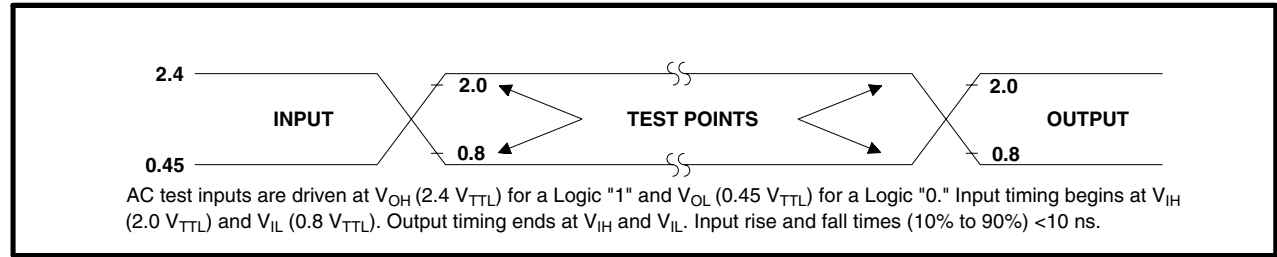 2.4
2.0
2.0
INPUT
TEST POINTS
OUTPUT
0.8
0.8
0.45
AC test inputs are driven at VOH (2.4 VTTL) for a Logic "1" and VOL (0.45 VTTL) for a Logic "0." Input timing begins at VIH
(2.0 VTTL) and VIL (0.8 VTTL). Output timing ends at VIH and VIL. Input rise and fall times (10% to 90%) <10 ns.